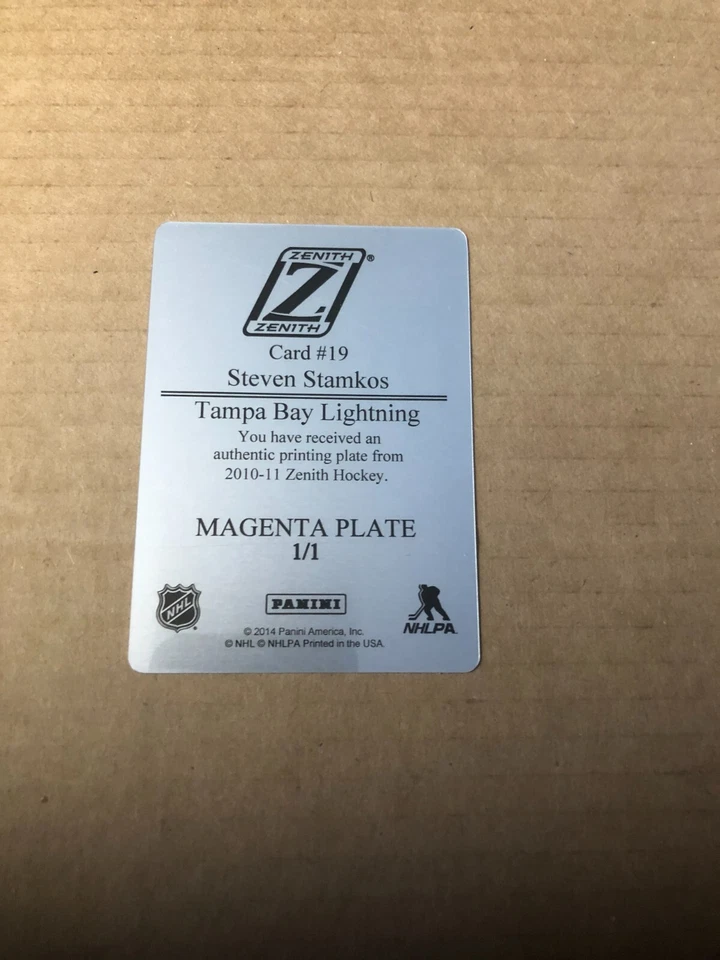 ZENITH ®
Z
ZENITH
Card #19
Steven Stamkos
Tampa Bay Lightning
You have received an
authentic printing plate from
2010-11 Zenith Hockey.
MAGENTA PLATE
1/1
NHL
PANINI
NHLPA
© 2014 Panini America, Inc.
© NHL © NHLPA Printed in the USA.